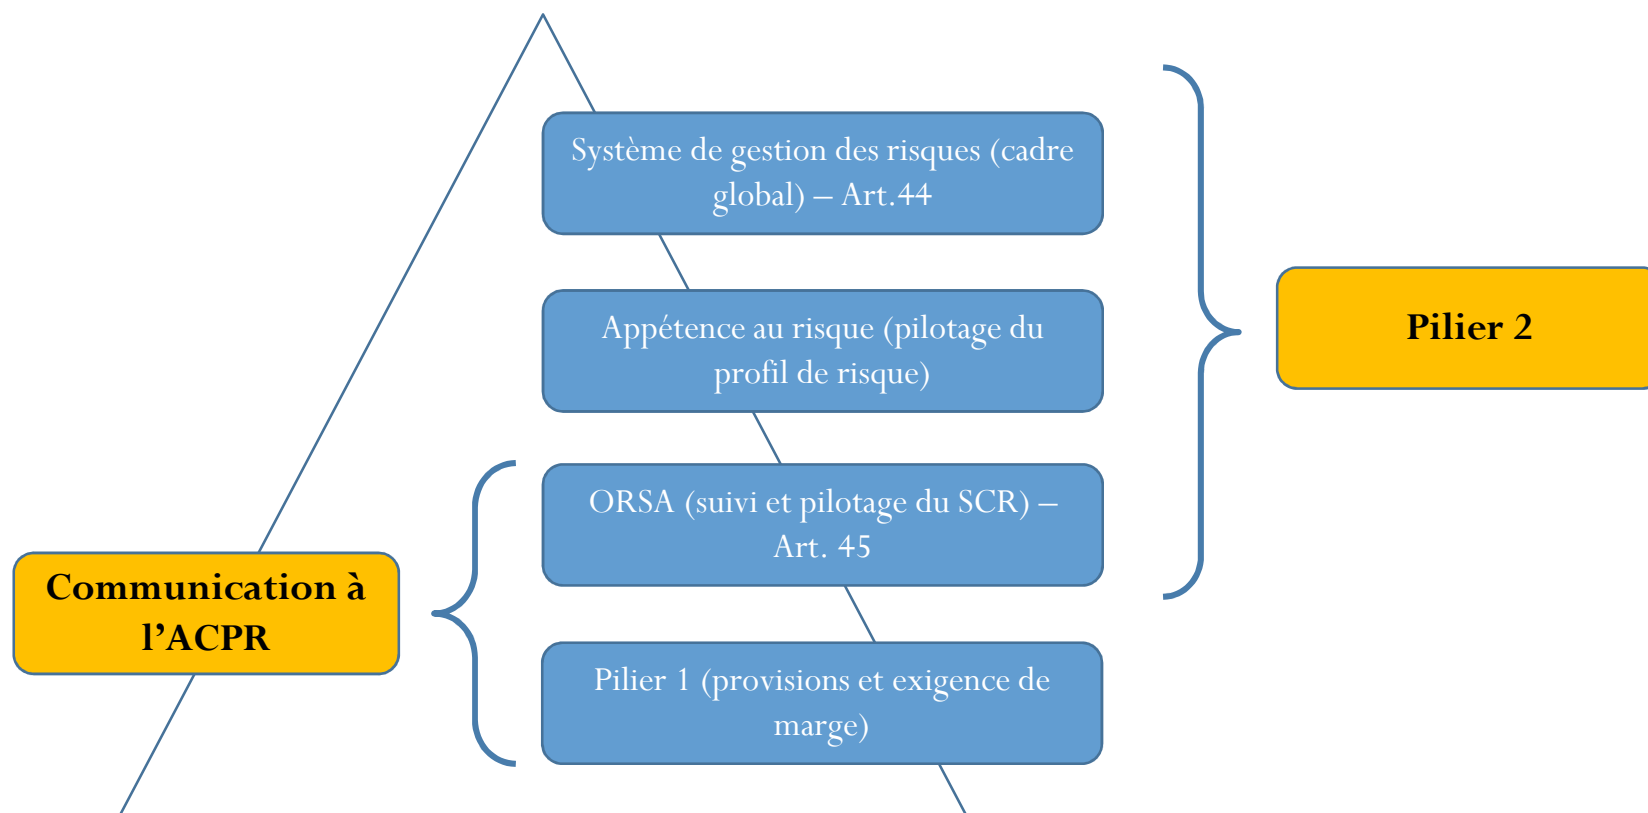 Système de gestion des risques (cadre
global) – Art.44
Appétence au risque (pilotage du
profil de risque)
Pilier 2
ORSA (suivi et pilotage du SCR) –
Art. 45
Communication à
l’ACPR
Pilier 1 (provisions et exigence de
marge)